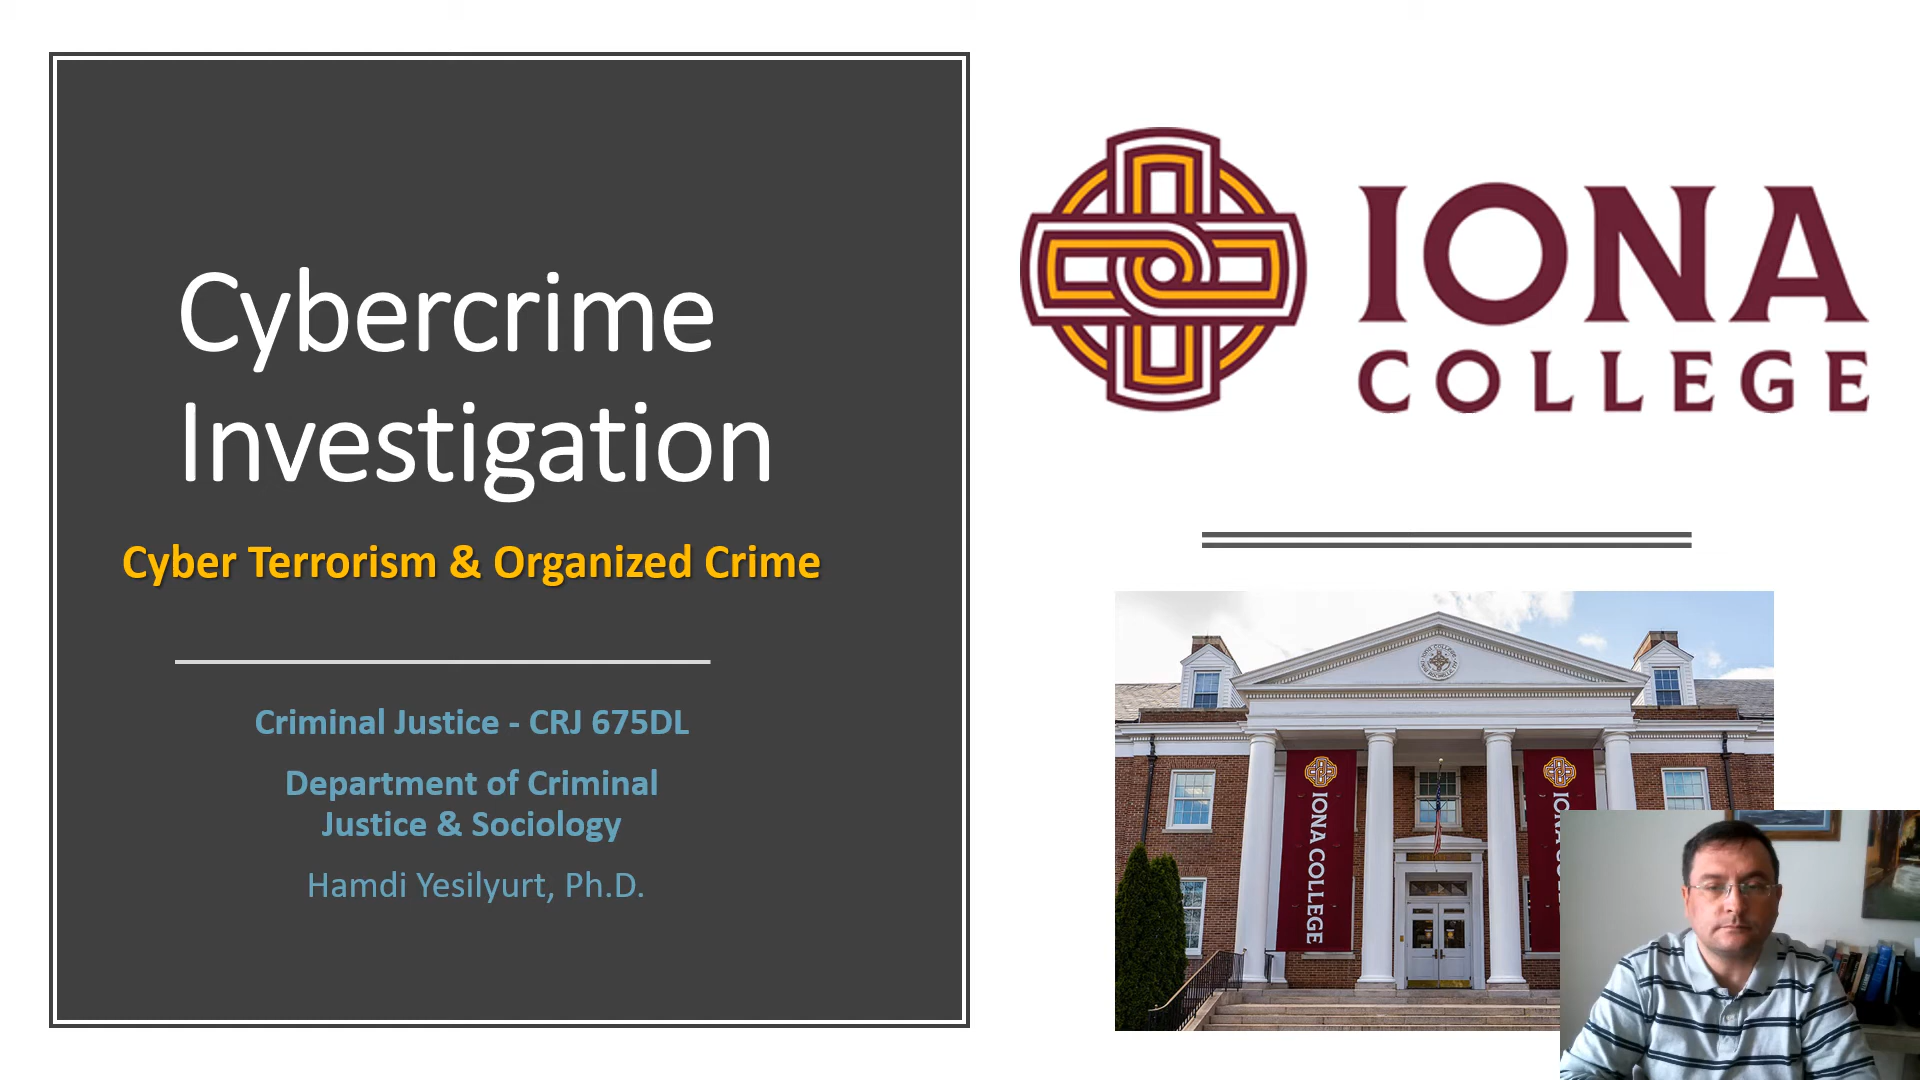 Cybercrime
Investigation
Cyber Terrorism & Organized Crime
Criminal Justice - CRJ 675DL
Department of Criminal
Justice & Sociology
Hamdi Yesilyurt, Ph.D.
IONA
COLLEGE
IONA COLLEGE